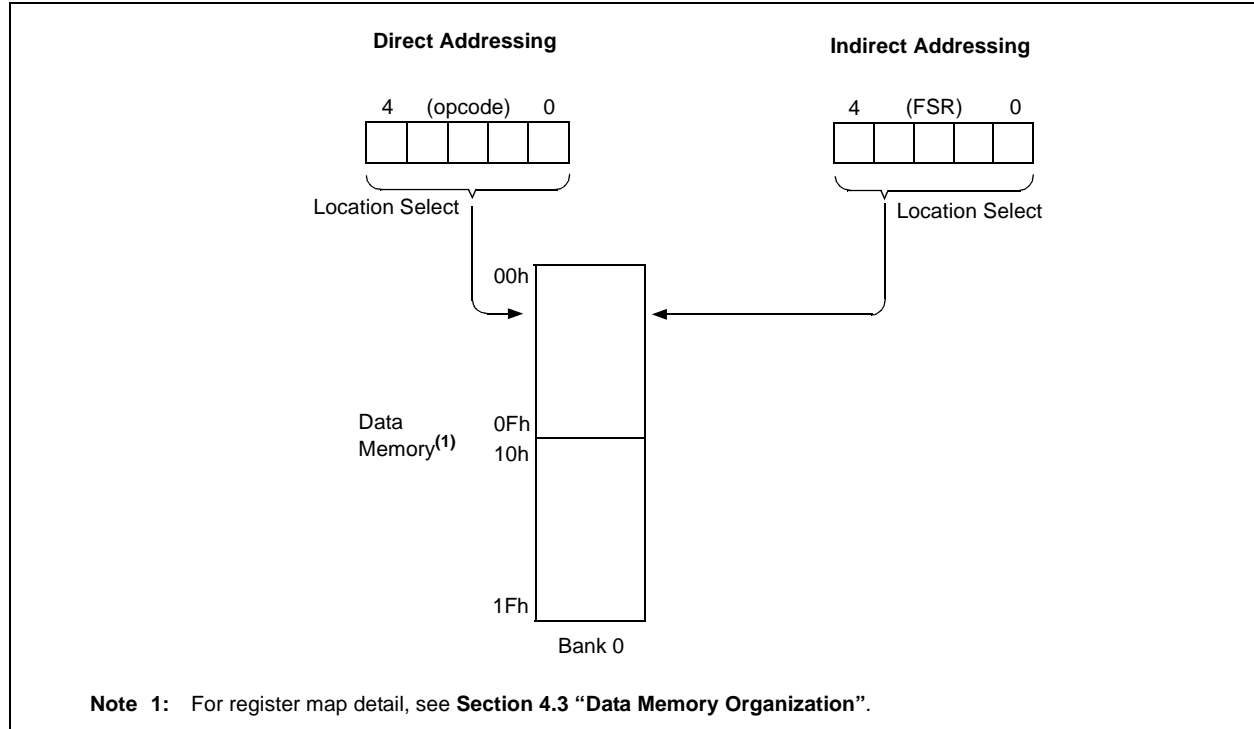 Direct Addressing
Indirect Addressing
4 (opcode) 0
4 (FSR) 0
Location Select
Location Select
00h
Data
Memory(1)
0Fh
10h
1Fh
Bank 0
Note 1: For register map detail, see Section 4.3 “Data Memory Organization”.